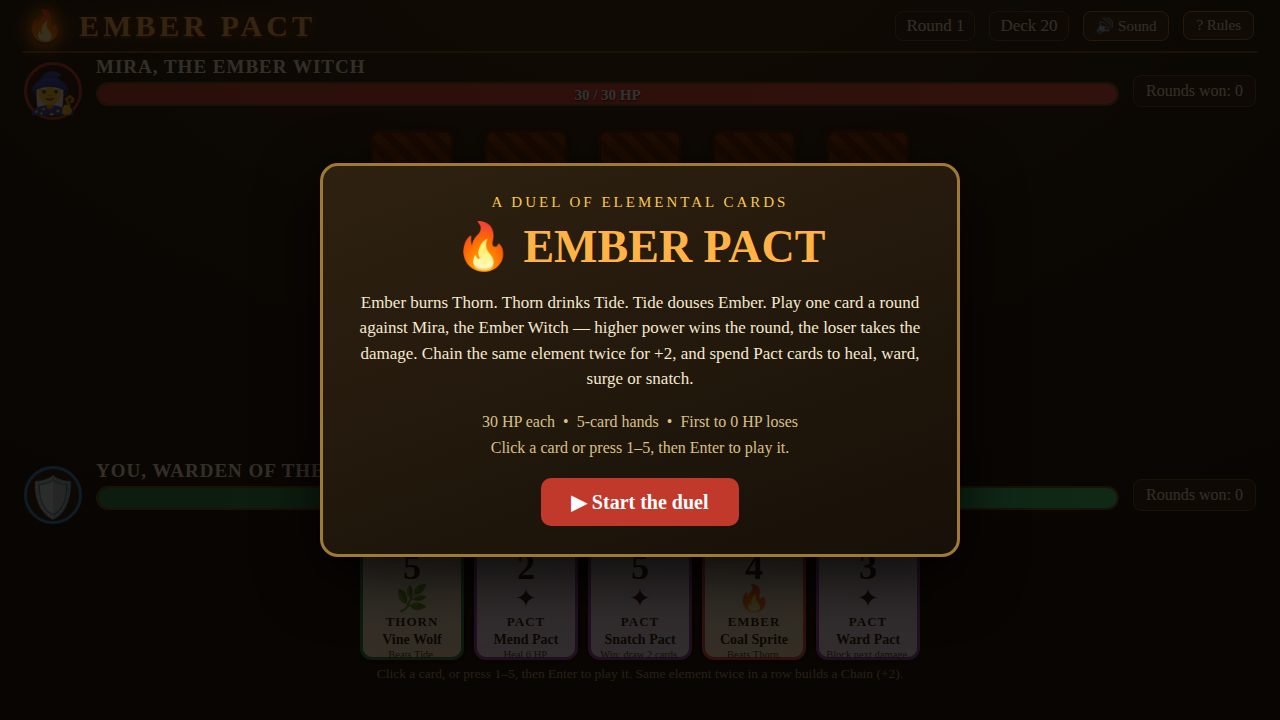 EMBER PACT
Round 1
Deck 20
Sound
? Rules
MIRA, THE EMBER WITCH
30 / 30 HP
Rounds won: 0
A DUEL OF ELEMENTAL CARDS
EMBER PACT
Ember burns Thorn. Thorn drinks Tide. Tide douses Ember. Play one card a round
against Mira, the Ember Witch — higher power wins the round, the loser takes the
damage. Chain the same element twice for +2, and spend Pact cards to heal, ward,
surge or snatch.
30 HP each • 5-card hands • First to 0 HP loses
Click a card or press 1–5, then Enter to play it.
▶ Start the duel
YOU, WARDEN OF THE
Rounds won: 0
5
THORN
Vine Wolf
Beats Tide
2
PACT
Mend Pact
Heal 6 HP
5
PACT
Snatch Pact
Win: draw 2 cards
4
EMBER
Coal Sprite
Beats Thorn
3
PACT
Ward Pact
Block next damage
Click a card, or press 1–5, then Enter to play it. Same element twice in a row builds a Chain (+2).